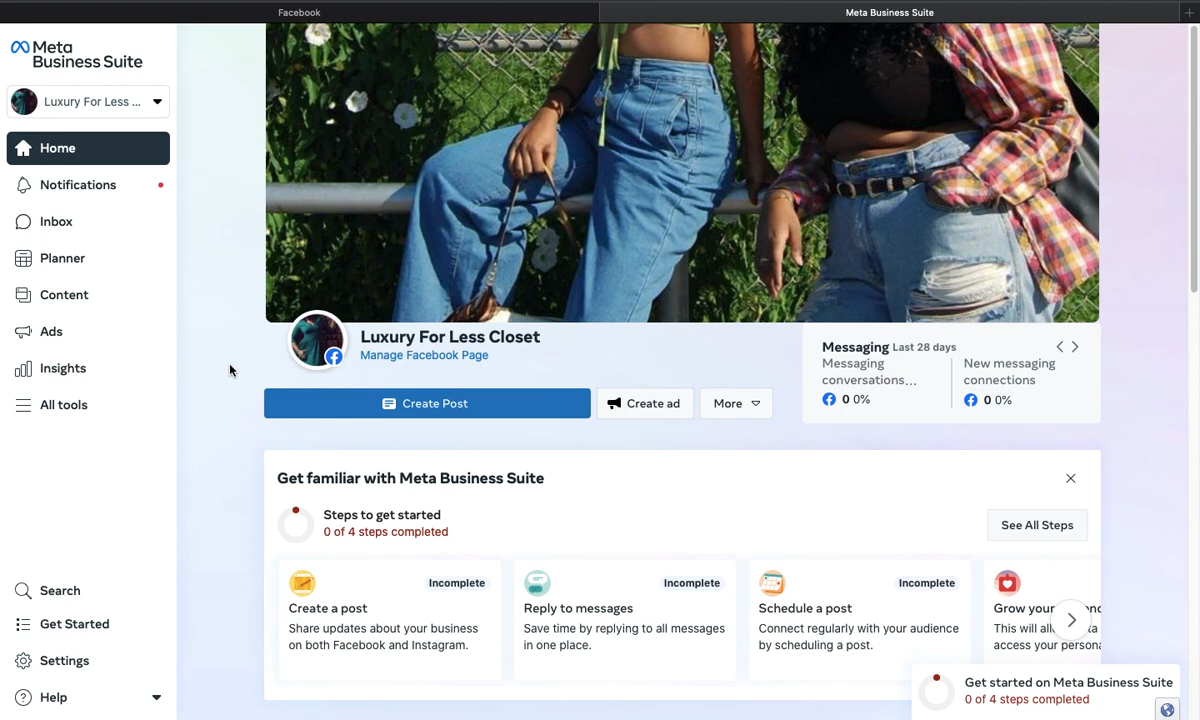 Facebook
Meta Business Suite
Meta
Business Suite
Luxury For Less ...
Home
Notifications
Inbox
Planner
Content
Ads
Insights
All tools
Search
Get Started
Settings
Help
Luxury For Less Closet
Manage Facebook Page
Create Post
Create ad
More
Messaging Last 28 days
Messaging
conversations...
0 0%
New messaging
connections
0 0%
Get familiar with Meta Business Suite
Steps to get started
0 of 4 steps completed
See All Steps
Incomplete
Create a post
Share updates about your business
on both Facebook and Instagram.
Incomplete
Reply to messages
Save time by replying to all messages
in one place.
Incomplete
Schedule a post
Connect regularly with your audience
by scheduling a post.
Grow your
This will
access your
Get started on Meta Business Suite
0 of 4 steps completed